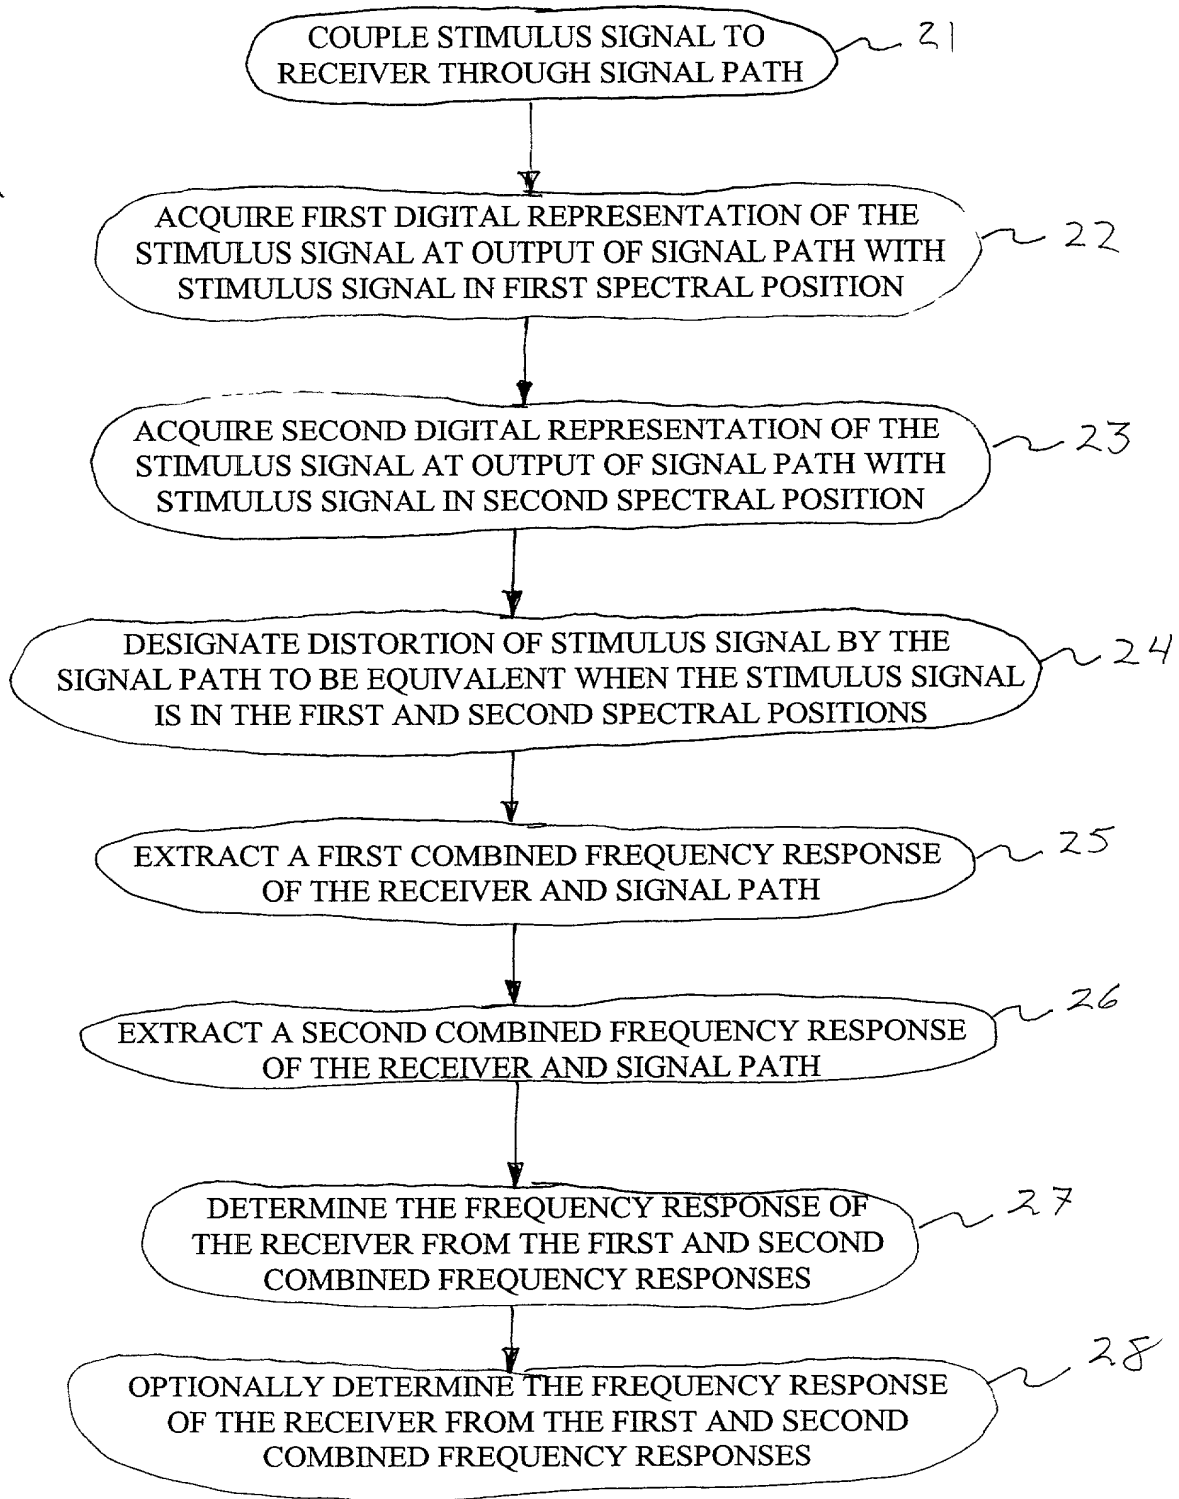 COUPLE STIMULUS SIGNAL TO
RECEIVER THROUGH SIGNAL PATH
21
ACQUIRE FIRST DIGITAL REPRESENTATION OF THE
STIMULUS SIGNAL AT OUTPUT OF SIGNAL PATH WITH
STIMULUS SIGNAL IN FIRST SPECTRAL POSITION
22
ACQUIRE SECOND DIGITAL REPRESENTATION OF THE
STIMULUS SIGNAL AT OUTPUT OF SIGNAL PATH WITH
STIMULUS SIGNAL IN SECOND SPECTRAL POSITION
23
DESIGNATE DISTORTION OF STIMULUS SIGNAL BY THE
SIGNAL PATH TO BE EQUIVALENT WHEN THE STIMULUS SIGNAL
IS IN THE FIRST AND SECOND SPECTRAL POSITIONS
24
EXTRACT A FIRST COMBINED FREQUENCY RESPONSE
OF THE RECEIVER AND SIGNAL PATH
25
EXTRACT A SECOND COMBINED FREQUENCY RESPONSE
OF THE RECEIVER AND SIGNAL PATH
26
DETERMINE THE FREQUENCY RESPONSE OF
THE RECEIVER FROM THE FIRST AND SECOND
COMBINED FREQUENCY RESPONSES
27
OPTIONALLY DETERMINE THE FREQUENCY RESPONSE
OF THE RECEIVER FROM THE FIRST AND SECOND
COMBINED FREQUENCY RESPONSES
28